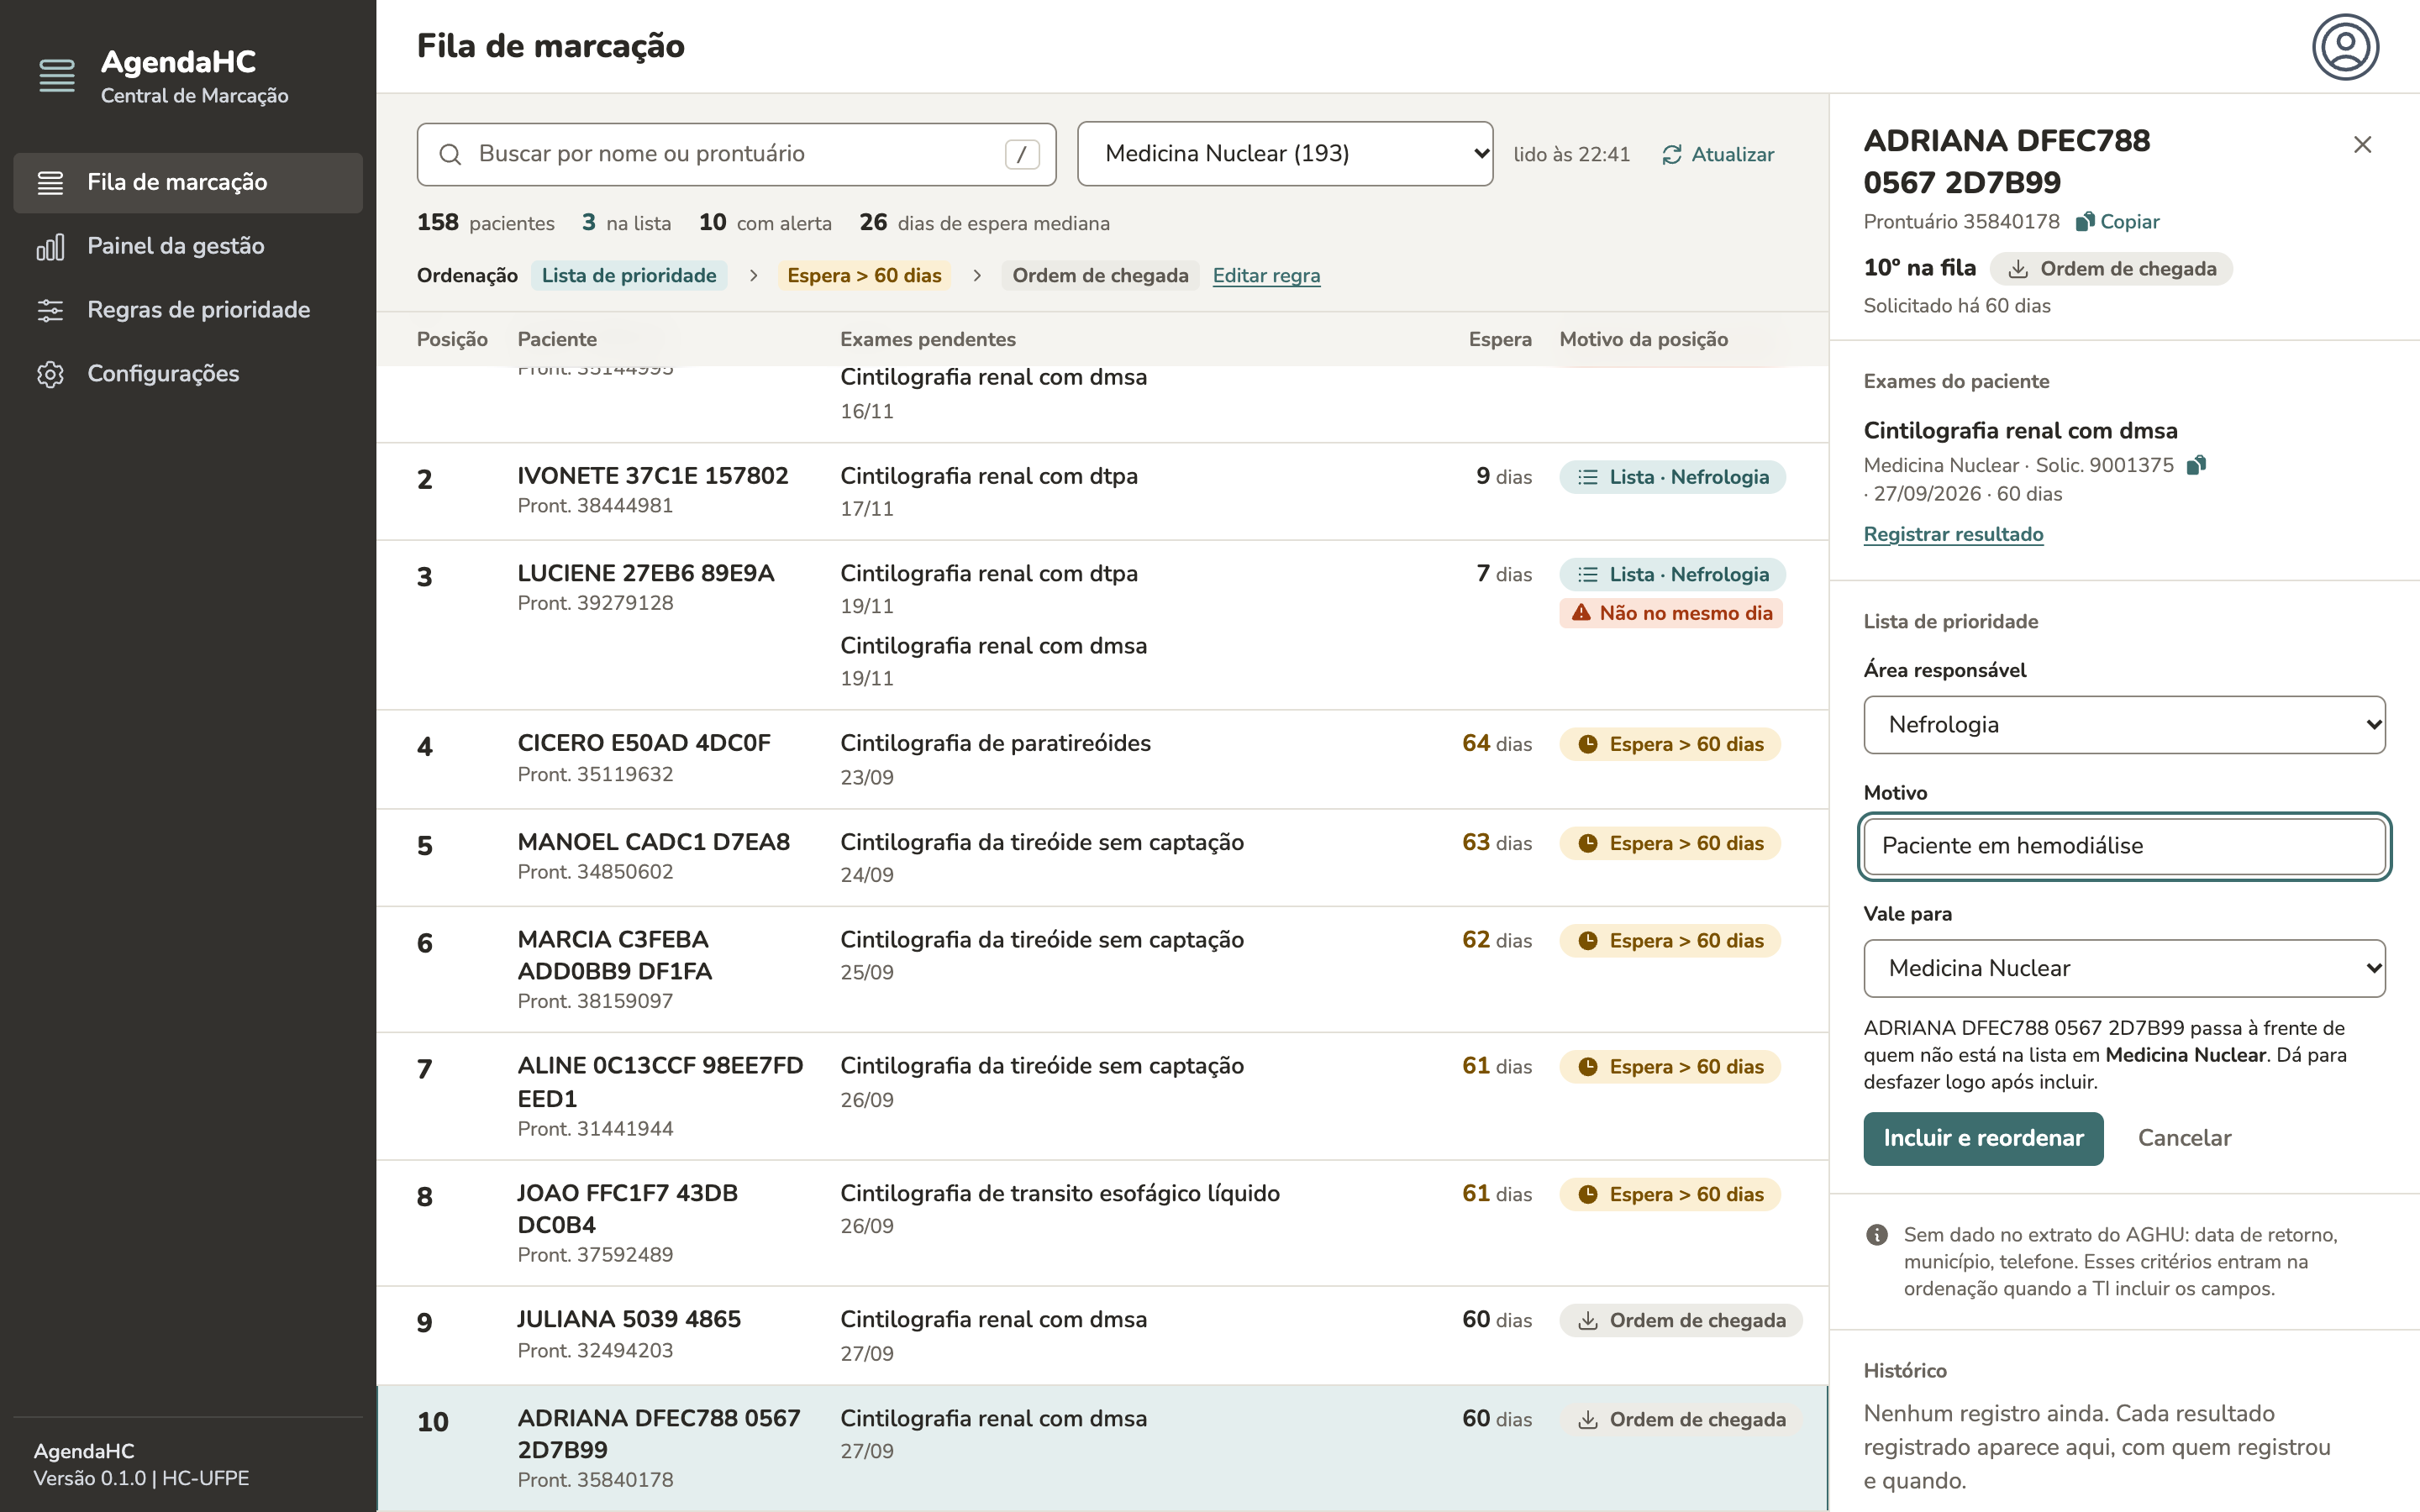 AgendaHC
Central de Marcação
Fila de marcação
Painel da gestão
Regras de prioridade
Configurações
AgendaHC
Versão 0.1.0 | HC-UFPE
Fila de marcação
Buscar por nome ou prontuário /
Medicina Nuclear (193)
lido às 22:41
Atualizar
158 pacientes 3 na lista 10 com alerta 26 dias de espera mediana
Ordenação Lista de prioridade > Espera > 60 dias > Ordem de chegada Editar regra
Posição Paciente Exames pendentes Espera Motivo da posição
Pront. 35144995
Cintilografia renal com dmsa
16/11
2 IVONETE 37C1E 157802 Cintilografia renal com dtpa 9 dias Lista · Nefrologia
Pront. 38444981 17/11
3 LUCIENE 27EB6 89E9A Cintilografia renal com dtpa 7 dias Lista · Nefrologia
Pront. 39279128 19/11 Não no mesmo dia
Cintilografia renal com dmsa
19/11
4 CICERO E50AD 4DC0F Cintilografia de paratireóides 64 dias Espera > 60 dias
Pront. 35119632 23/09
5 MANOEL CADC1 D7EA8 Cintilografia da tireóide sem captação 63 dias Espera > 60 dias
Pront. 34850602 24/09
6 MARCIA C3FEBA Cintilografia da tireóide sem captação 62 dias Espera > 60 dias
ADD0BB9 DF1FA 25/09
Pront. 38159097
7 ALINE 0C13CCF 98EE7FD Cintilografia da tireóide sem captação 61 dias Espera > 60 dias
EED1 26/09
Pront. 31441944
8 JOAO FFC1F7 43DB Cintilografia de transito esofágico líquido 61 dias Espera > 60 dias
DC0B4 26/09
Pront. 37592489
9 JULIANA 5039 4865 Cintilografia renal com dmsa 60 dias Ordem de chegada
Pront. 32494203 27/09
10 ADRIANA DFEC788 0567 Cintilografia renal com dmsa 60 dias Ordem de chegada
2D7B99 27/09
Pront. 35840178
ADRIANA DFEC788
0567 2D7B99
Prontuário 35840178 Copiar
10º na fila Ordem de chegada
Solicitado há 60 dias
Exames do paciente
Cintilografia renal com dmsa
Medicina Nuclear · Solic. 9001375
· 27/09/2026 · 60 dias
Registrar resultado
Lista de prioridade
Área responsável
Nefrologia
Motivo
Paciente em hemodiálise
Vale para
Medicina Nuclear
ADRIANA DFEC788 0567 2D7B99 passa à frente de
quem não está na lista em Medicina Nuclear. Dá para
desfazer logo após incluir.
Incluir e reordenar Cancelar
Sem dado no extrato do AGHU: data de retorno,
município, telefone. Esses critérios entram na
ordenação quando a TI incluir os campos.
Histórico
Nenhum registro ainda. Cada resultado
registrado aparece aqui, com quem registrou
e quando.